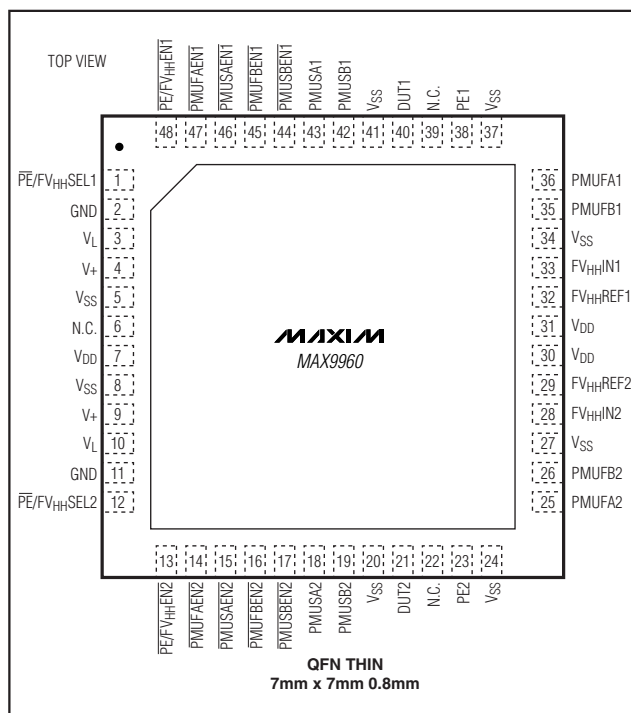 TOP VIEW
PE/FVHHEN1
PMUFAEN1
PMUSAEN1
PMUFBEN1
PMUSBEN1
PMUSA1
PMUSB1
VSS
DUT1
N.C.
PE1
VSS
48 47 46 45 44 43 42 41 40 39 38 37
PE/FVHHSEL1 1
GND 2
VL 3
V+ 4
VSS 5
N.C. 6
VDD 7
VSS 8
V+ 9
VL 10
GND 11
PE/FVHHSEL2 12
MAXIM
MAX9960
36 PMUFA1
35 PMUFB1
34 VSS
33 FVHHIN1
32 FVHHREF1
31 VDD
30 VDD
29 FVHHREF2
28 FVHHIN2
27 VSS
26 PMUFB2
25 PMUFA2
13 14 15 16 17 18 19 20 21 22 23 24
PE/FVHHEN2
PMUFAEN2
PMUSAEN2
PMUFBEN2
PMUSBEN2
PMUSA2
PMUSB2
VSS
DUT2
N.C.
PE2
VSS
QFN THIN
7mm x 7mm 0.8mm